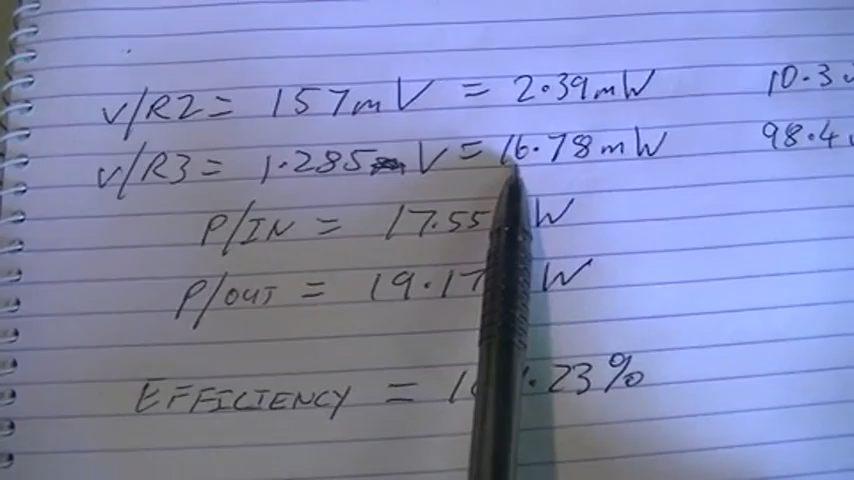 V/R2 = 157mV = 2.39mW 10.3
V/R3 = 1.285 V = 16.78mW 98.4
P/IN = 17.55 W
P/OUT = 19.17 W
EFFICIENCY = 1 .23%